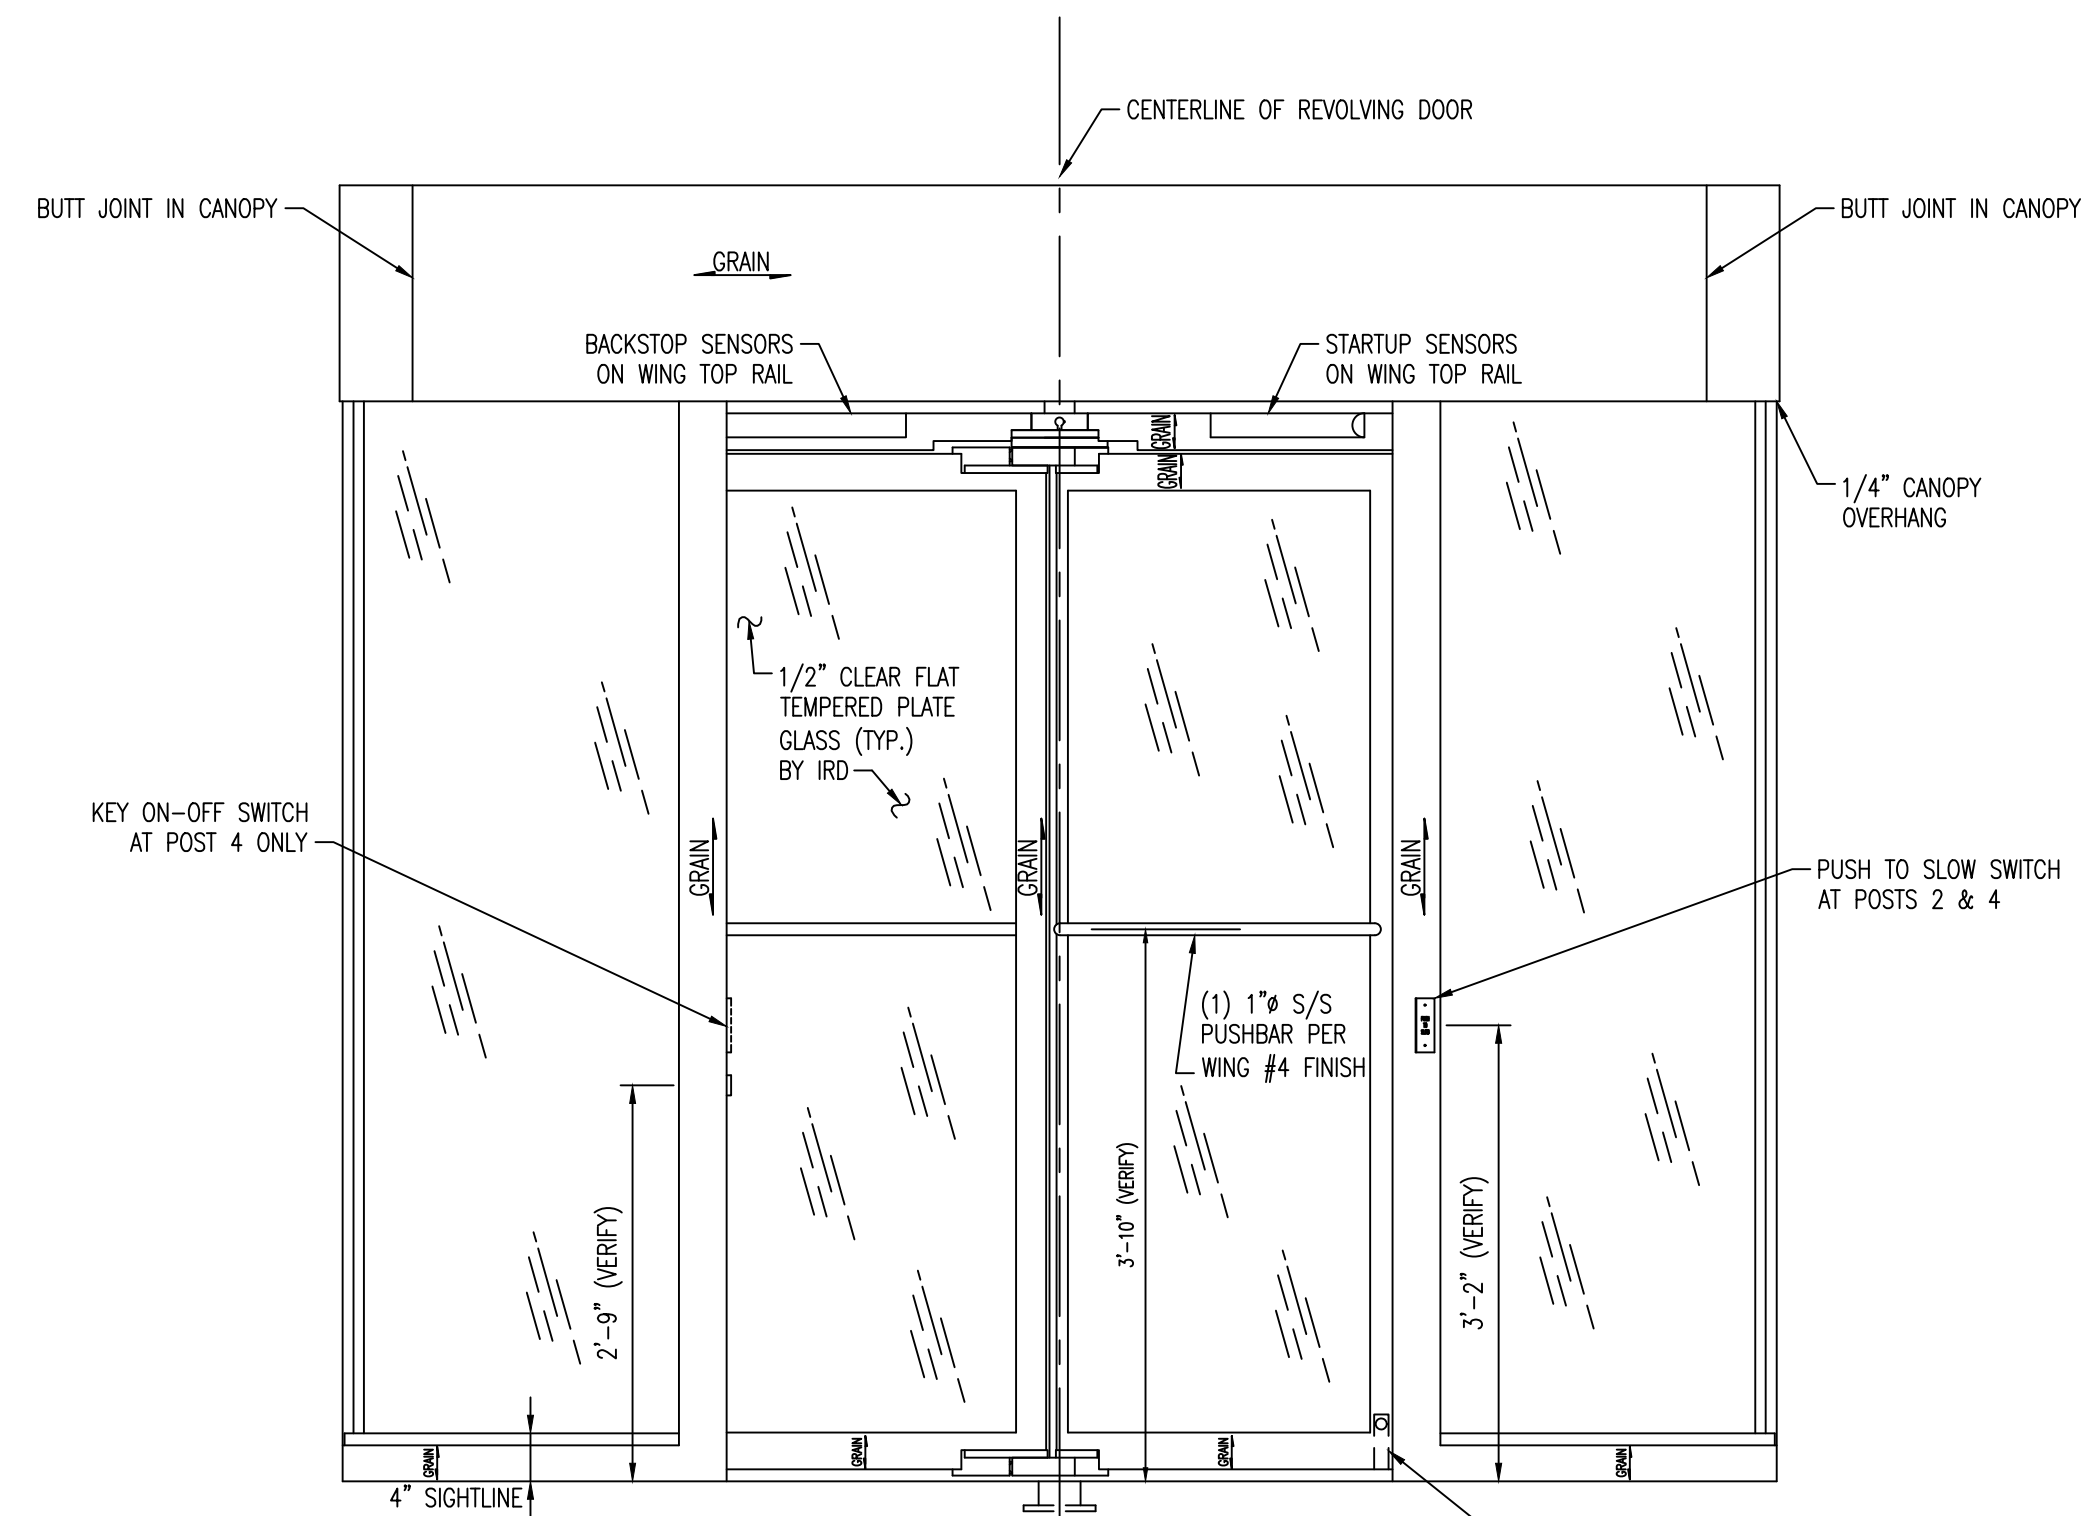 CENTERLINE OF REVOLVING DOOR
BUTT JOINT IN CANOPY
BUTT JOINT IN CANOPY
GRAIN
BACKSTOP SENSORS
ON WING TOP RAIL
STARTUP SENSORS
ON WING TOP RAIL
GRAIN
GRAIN
1/4" CANOPY
OVERHANG
1/2" CLEAR FLAT
TEMPERED PLATE
GLASS (TYP.)
BY IRD
KEY ON-OFF SWITCH
AT POST 4 ONLY
GRAIN
GRAIN
GRAIN
PUSH TO SLOW SWITCH
AT POSTS 2 & 4
(1) 1"ø S/S
PUSHBAR PER
WING #4 FINISH
2'-9" (VERIFY)
3'-10" (VERIFY)
3'-2" (VERIFY)
GRAIN
GRAIN
GRAIN
GRAIN
4" SIGHTLINE